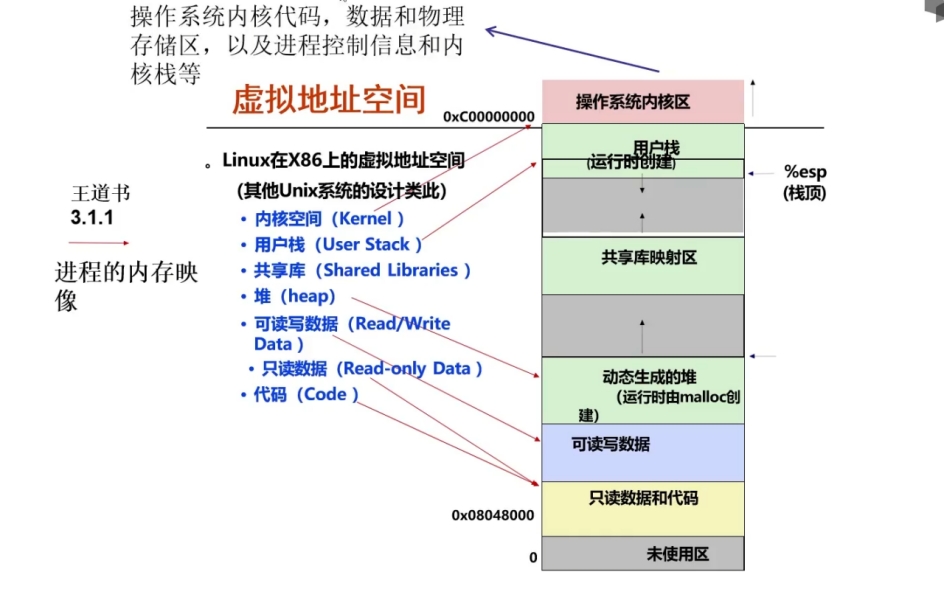 操作系统内核代码，数据和物理
存储区，以及进程控制信息和内
核栈等
虚拟地址空间
0xC00000000
操作系统内核区
。Linux在X86上的虚拟地址空间
(其他Unix系统的设计类此)
• 内核空间（Kernel ）
• 用户栈（User Stack ）
• 共享库（Shared Libraries ）
• 堆（heap）
• 可读写数据（Read/Write
Data ）
• 只读数据（Read-only Data ）
• 代码（Code ）
王道书
3.1.1
进程的内存映
像
用户栈
(运行时创建)
%esp
(栈顶)
共享库映射区
动态生成的堆
（运行时由malloc创
建）
可读写数据
只读数据和代码
0x08048000
0
未使用区